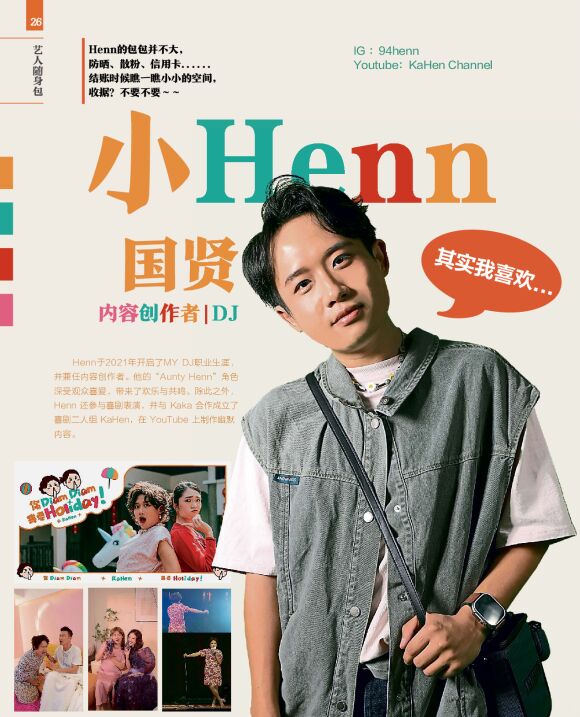 26
艺人随身包
Henn的包包并不大，
防晒、散粉、信用卡......
结账时候瞧一瞧小小的空间，
收据？不要不要～～
IG : 94henn
Youtube: KaHen Channel
小Henn
国贤
内容创作者|DJ
其实我喜欢...
Henn于2021年开启了MY DJ职业生涯，
并兼任内容创作者。他的“Aunty Henn”角色
深受观众喜爱，带来了欢乐与共鸣。除此之外，
Henn 还参与喜剧表演，并与 Kaka 合作成立了
喜剧二人组 KaHen，在 YouTube 上制作幽默
内容。
Diam Diam
Holiday!
KaHen
Diam Diam
KaHen
Holiday!